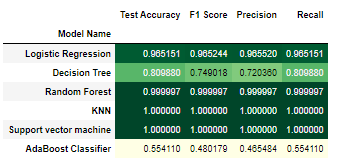 Test Accuracy F1 Score Precision Recall
Model Name
Logistic Regression 0.965151 0.965244 0.965520 0.965151
Decision Tree 0.809880 0.749018 0.720360 0.809880
Random Forest 0.999997 0.999997 0.999997 0.999997
KNN 1.000000 1.000000 1.000000 1.000000
Support vector machine 1.000000 1.000000 1.000000 1.000000
AdaBoost Classifier 0.554110 0.480179 0.465484 0.554110